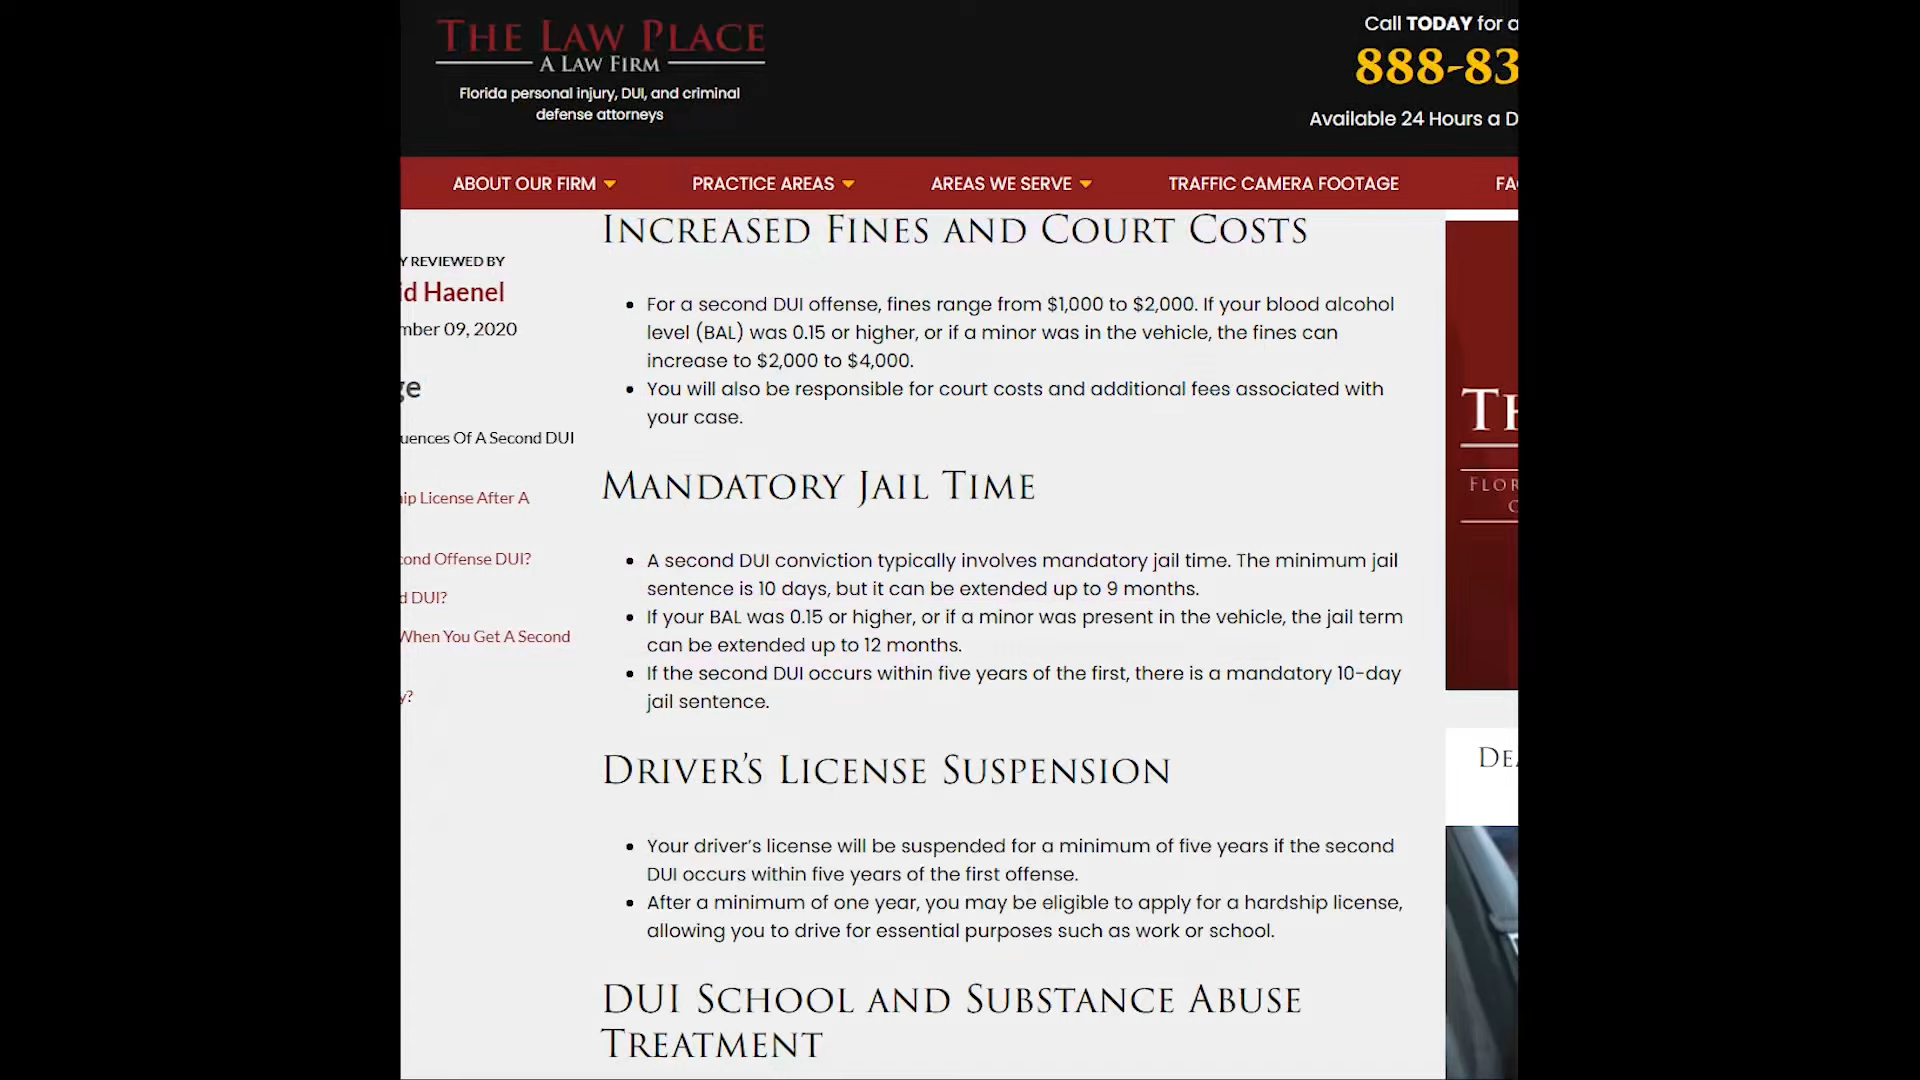 THE LAW PLACE
A LAW FIRM
Florida personal injury, DUI, and criminal
defense attorneys
Call TODAY for a
888-83
Available 24 Hours a D
ABOUT OUR FIRM
PRACTICE AREAS
AREAS WE SERVE
TRAFFIC CAMERA FOOTAGE
FA
Y REVIEWED BY
id Haenel
mber 09, 2020
ge
uences Of A Second DUI
ip License After A
cond Offense DUI?
d DUI?
When You Get A Second
y?
INCREASED FINES AND COURT COSTS
For a second DUI offense, fines range from $1,000 to $2,000. If your blood alcohol
level (BAL) was 0.15 or higher, or if a minor was in the vehicle, the fines can
increase to $2,000 to $4,000.
You will also be responsible for court costs and additional fees associated with
your case.
MANDATORY JAIL TIME
A second DUI conviction typically involves mandatory jail time. The minimum jail
sentence is 10 days, but it can be extended up to 9 months.
If your BAL was 0.15 or higher, or if a minor was present in the vehicle, the jail term
can be extended up to 12 months.
If the second DUI occurs within five years of the first, there is a mandatory 10-day
jail sentence.
DRIVER'S LICENSE SUSPENSION
Your driver's license will be suspended for a minimum of five years if the second
DUI occurs within five years of the first offense.
After a minimum of one year, you may be eligible to apply for a hardship license,
allowing you to drive for essential purposes such as work or school.
DUI SCHOOL AND SUBSTANCE ABUSE
TREATMENT
TH
FLOR
C
DEA